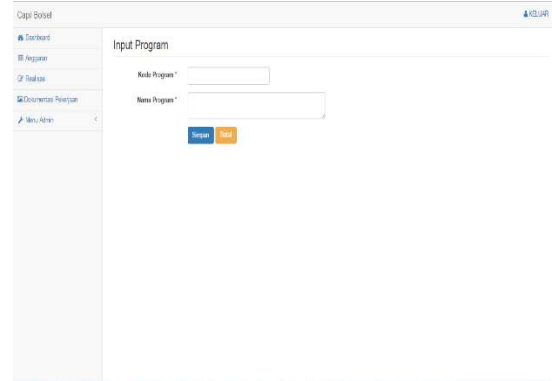 Capil Bolsel
KELUAR
Dashboard
Anggaran
Realisasi
Dokumentasi Pekerjaan
Menu Admin
Input Program
Kode Program *
Nama Program *
Simpan
Batal